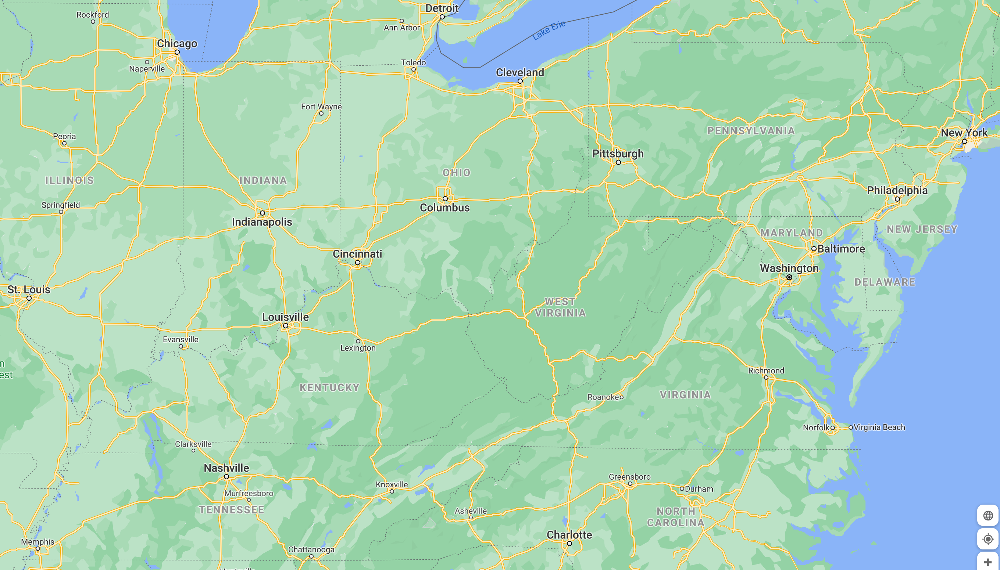 Detroit
Rockford
Ann Arbor
Lake Erie
Chicago
Naperville
Toledo
Cleveland
Fort Wayne
PENNSYLVANIA
New York
Peoria
Pittsburgh
OHIO
ILLINOIS
INDIANA
Philadelphia
Springfield
Columbus
Indianapolis
NEW JERSEY
MARYLAND
Baltimore
Cincinnati
Washington
DELAWARE
St. Louis
WEST
VIRGINIA
Louisville
Evansville
Lexington
n
est
Richmond
KENTUCKY
VIRGINIA
Roanoke
Norfolk
Virginia Beach
Clarksville
Nashville
Greensboro
Knoxville
Durham
Murfreesboro
TENNESSEE
Asheville
NORTH
CAROLINA
Charlotte
Memphis
Chattanooga